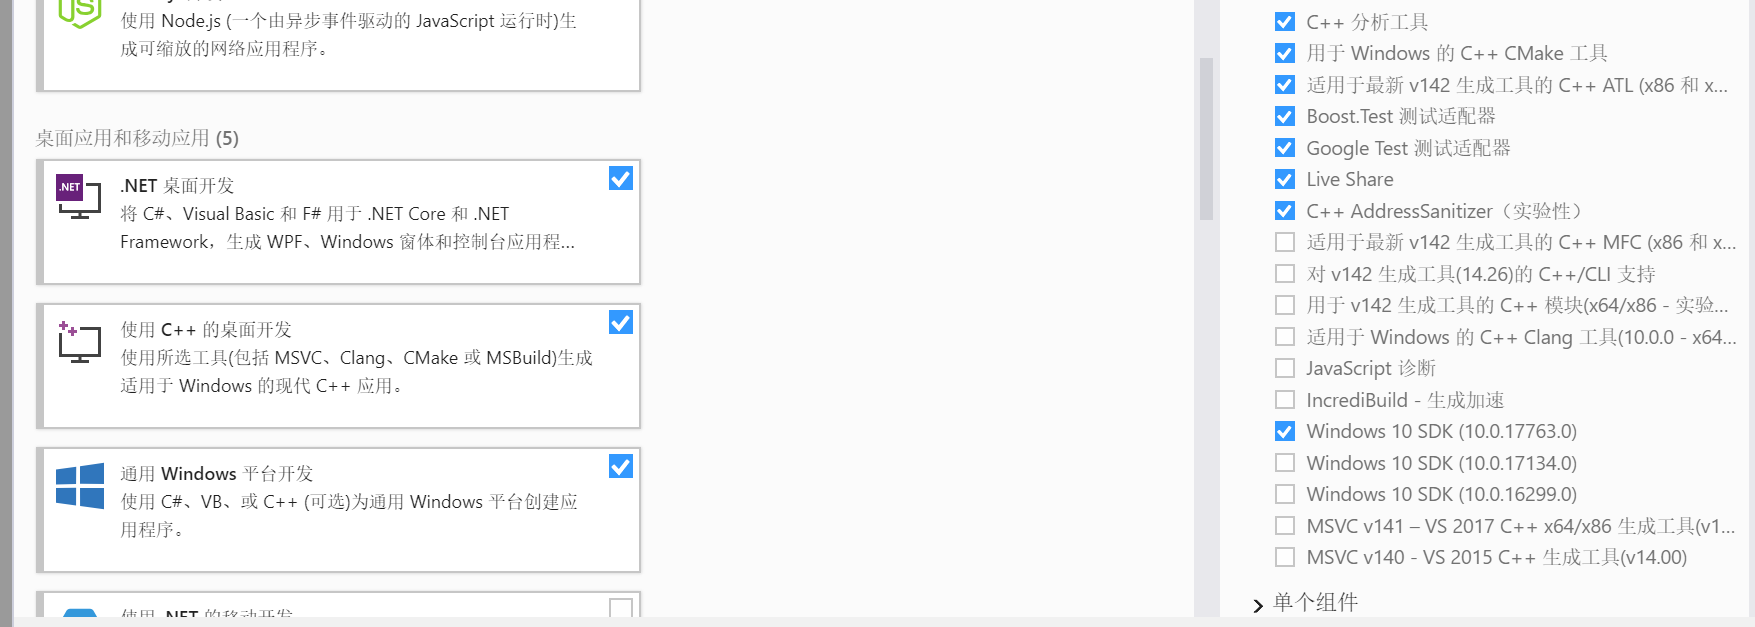 使用 Node.js (一个由异步事件驱动的 JavaScript 运行时)生
成可缩放的网络应用程序。
桌面应用和移动应用 (5)
.NET
.NET 桌面开发
将 C#、Visual Basic 和 F# 用于 .NET Core 和 .NET
Framework，生成 WPF、Windows 窗体和控制台应用程...
使用 C++ 的桌面开发
使用所选工具(包括 MSVC、Clang、CMake 或 MSBuild)生成
适用于 Windows 的现代 C++ 应用。
通用 Windows 平台开发
使用 C#、VB、或 C++ (可选)为通用 Windows 平台创建应
用程序。
使用 .NET 的移动开发
C++ 分析工具
用于 Windows 的 C++ CMake 工具
适用于最新 v142 生成工具的 C++ ATL (x86 和 x...
Boost.Test 测试适配器
Google Test 测试适配器
Live Share
C++ AddressSanitizer（实验性）
适用于最新 v142 生成工具的 C++ MFC (x86 和 x...
对 v142 生成工具(14.26)的 C++/CLI 支持
用于 v142 生成工具的 C++ 模块(x64/x86 - 实验...
适用于 Windows 的 C++ Clang 工具(10.0.0 - x64...
JavaScript 诊断
IncrediBuild - 生成加速
Windows 10 SDK (10.0.17763.0)
Windows 10 SDK (10.0.17134.0)
Windows 10 SDK (10.0.16299.0)
MSVC v141 – VS 2017 C++ x64/x86 生成工具(v1...
MSVC v140 - VS 2015 C++ 生成工具(v14.00)
单个组件